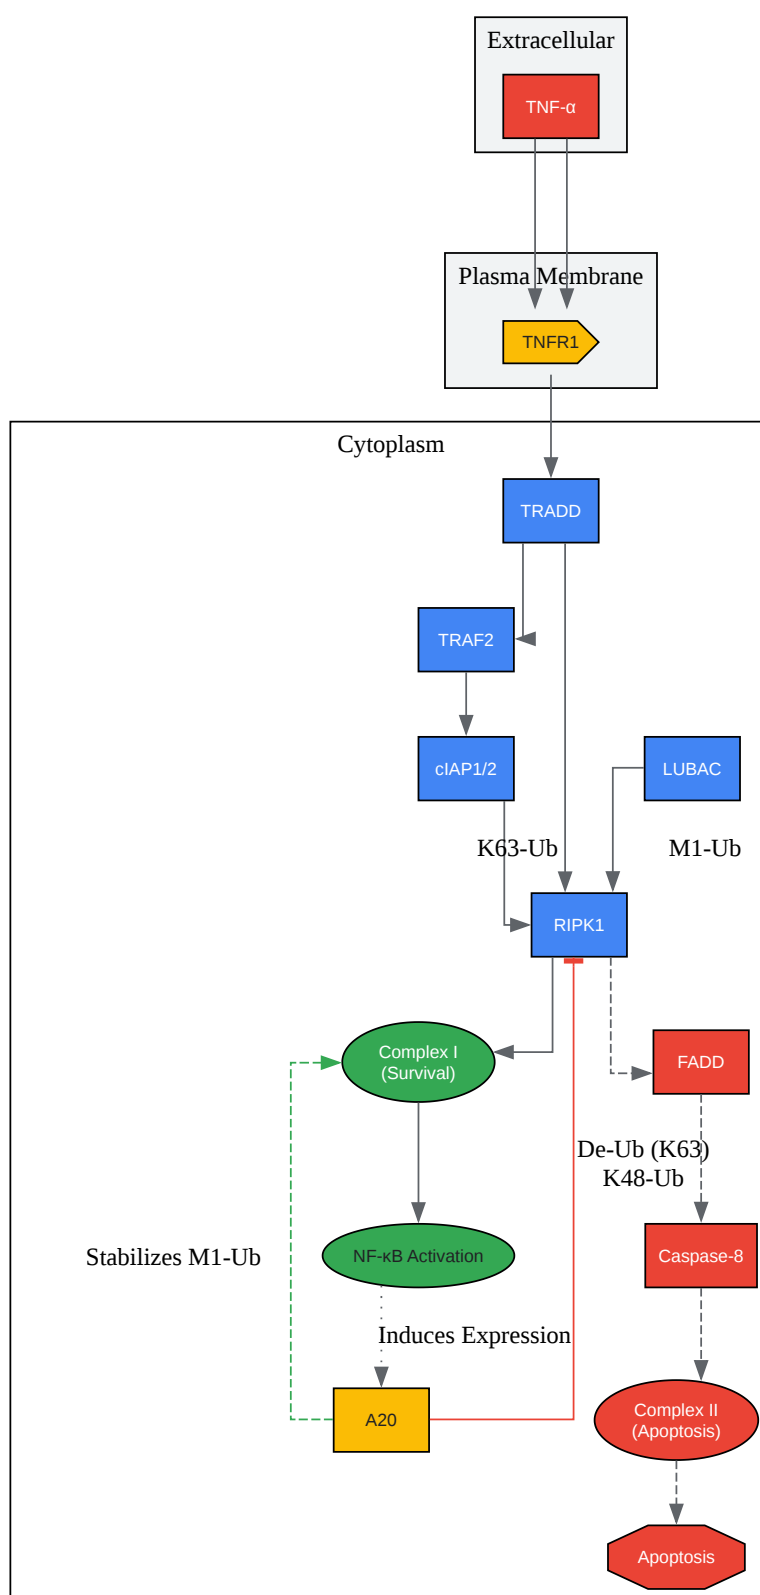 Extracellular
TNF-α
Plasma Membrane
TNFR1
Cytoplasm
TRADD
TRAF2
cIAP1/2
LUBAC
K63-Ub
M1-Ub
RIPK1
Complex I
(Survival)
FADD
De-Ub (K63)
K48-Ub
Stabilizes M1-Ub
NF-κB Activation
Caspase-8
Induces Expression
A20
Complex II
(Apoptosis)
Apoptosis